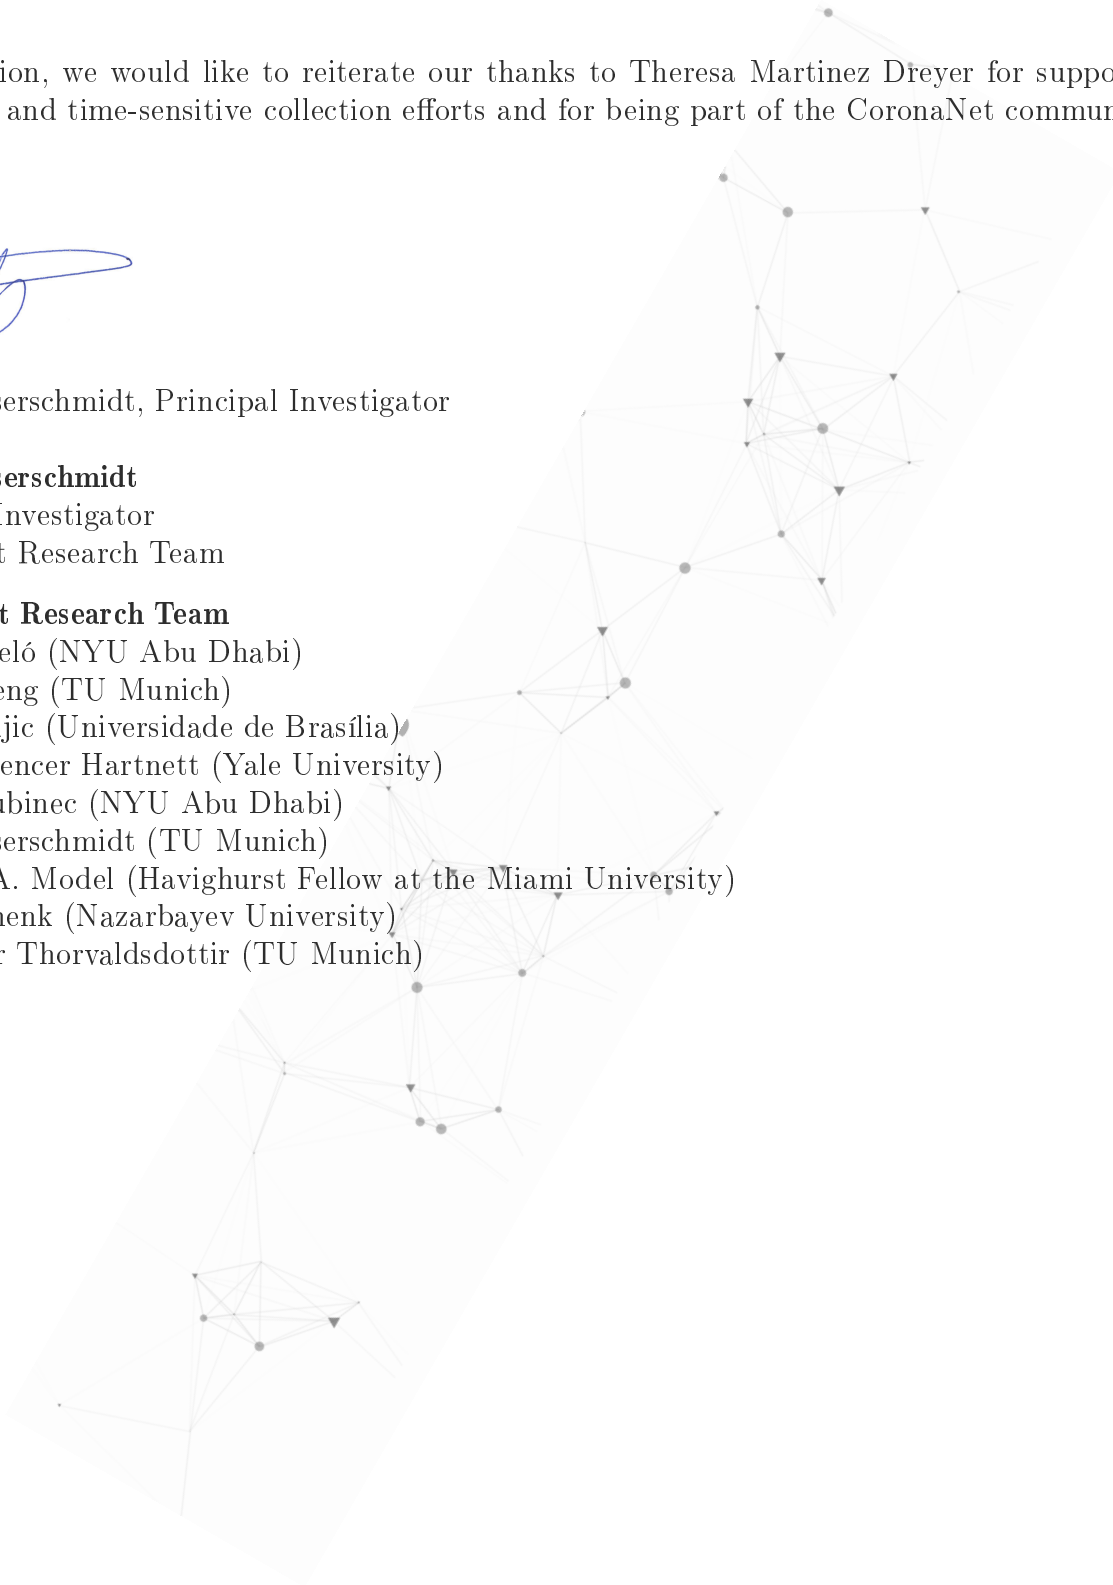 ion, we would like to reiterate our thanks to Theresa Martinez Dreyer for suppo
and time-sensitive collection efforts and for being part of the CoronaNet commun
serschmidt, Principal Investigator
serschmidt
Investigator
t Research Team
t Research Team
eló (NYU Abu Dhabi)
eng (TU Munich)
jic (Universidade de Brasília)
encer Hartnett (Yale University)
ubinec (NYU Abu Dhabi)
serschmidt (TU Munich)
A. Model (Havighurst Fellow at the Miami University)
henk (Nazarbayev University)
r Thorvaldsdottir (TU Munich)